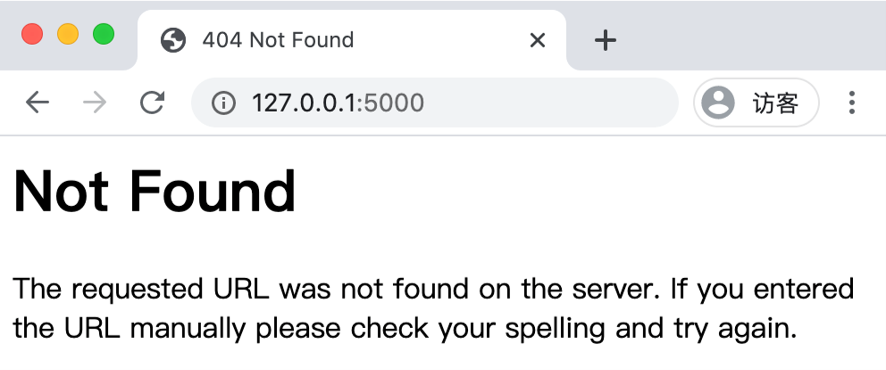 404 Not Found
127.0.0.1:5000
访客
Not Found
The requested URL was not found on the server. If you entered
the URL manually please check your spelling and try again.